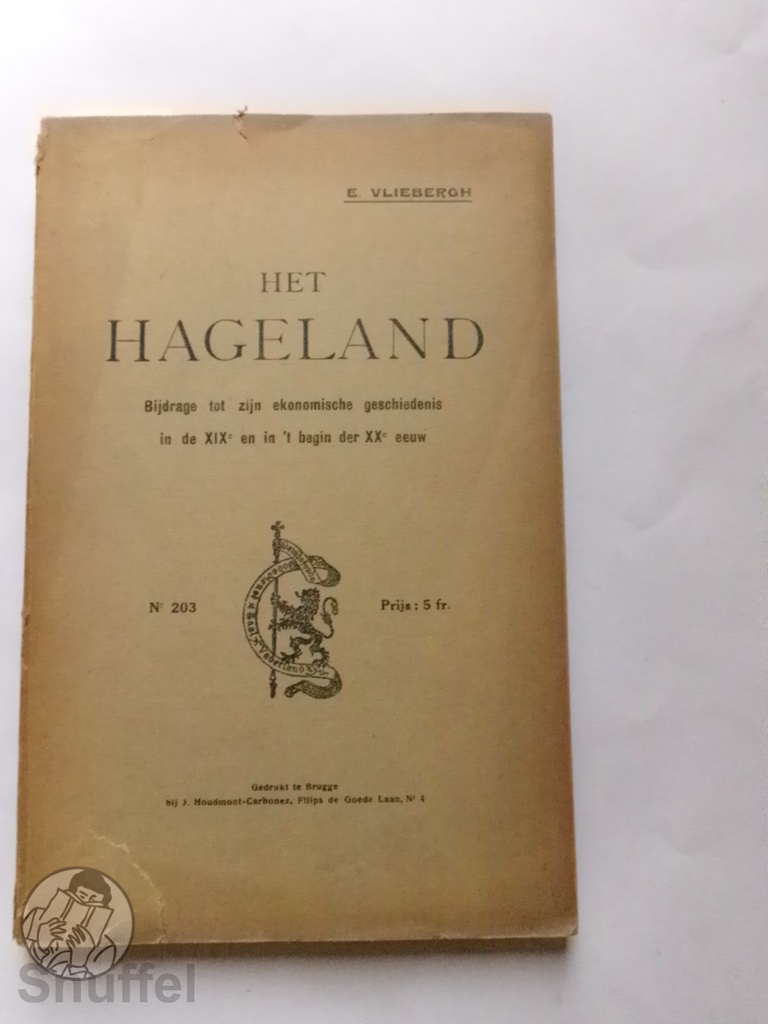 E. VLIEBERGH
HET
HAGELAND
Bijdrage tot zijn ekonomische geschiedenis
in de XIXe en in 't begin der XXe eeuw
Nr 203
Vaderland
Prijs : 5 fr.
Gedrukt te Brugge
bij J. Houdmont-Carbonez, Filips de Goede Laan, Nr 4
Snuffel